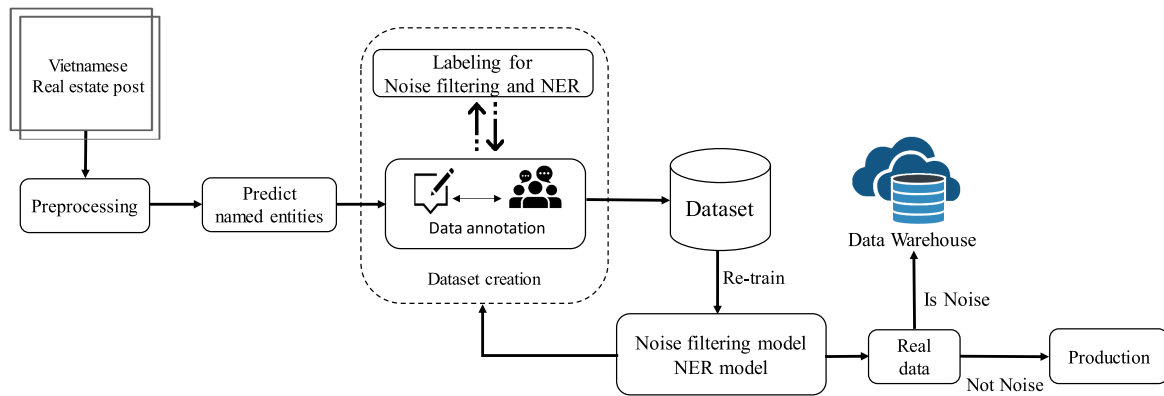 Vietnamese
Real estate post
Preprocessing
Predict
named entities
Labeling for
Noise filtering and NER
Data annotation
Dataset creation
Dataset
Re-train
Noise filtering model
NER model
Data Warehouse
Is Noise
Real
data
Not Noise
Production